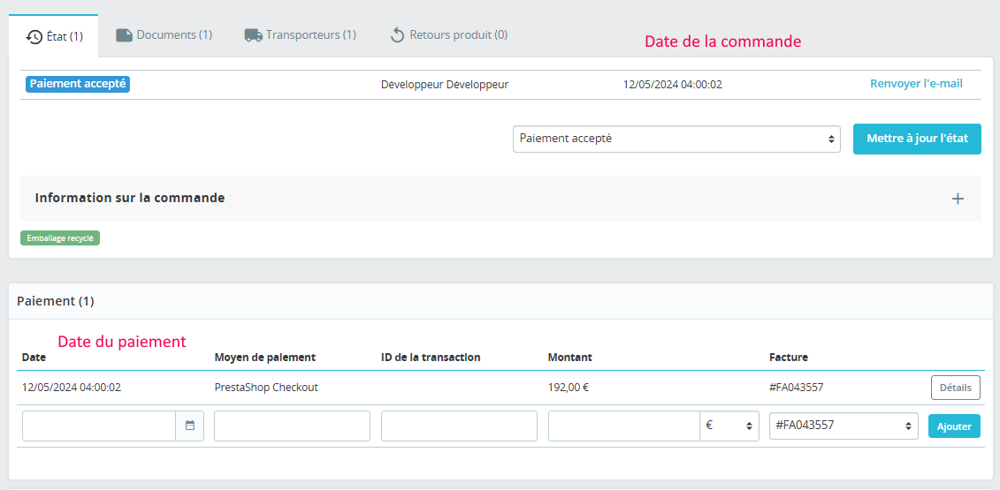 État (1) Documents (1) Transporteurs (1) Retours produit (0)
Date de la commande
Paiement accepté Développeur Développeur 12/05/2024 04:00:02 Renvoyer l'e-mail
Paiement accepté Mettre à jour l'état
Information sur la commande
Emballage recyclé
Paiement (1)
Date du paiement
Date Moyen de paiement ID de la transaction Montant Facture
12/05/2024 04:00:02 PrestaShop Checkout 192,00 € #FA043557 Détails
€ #FA043557 Ajouter